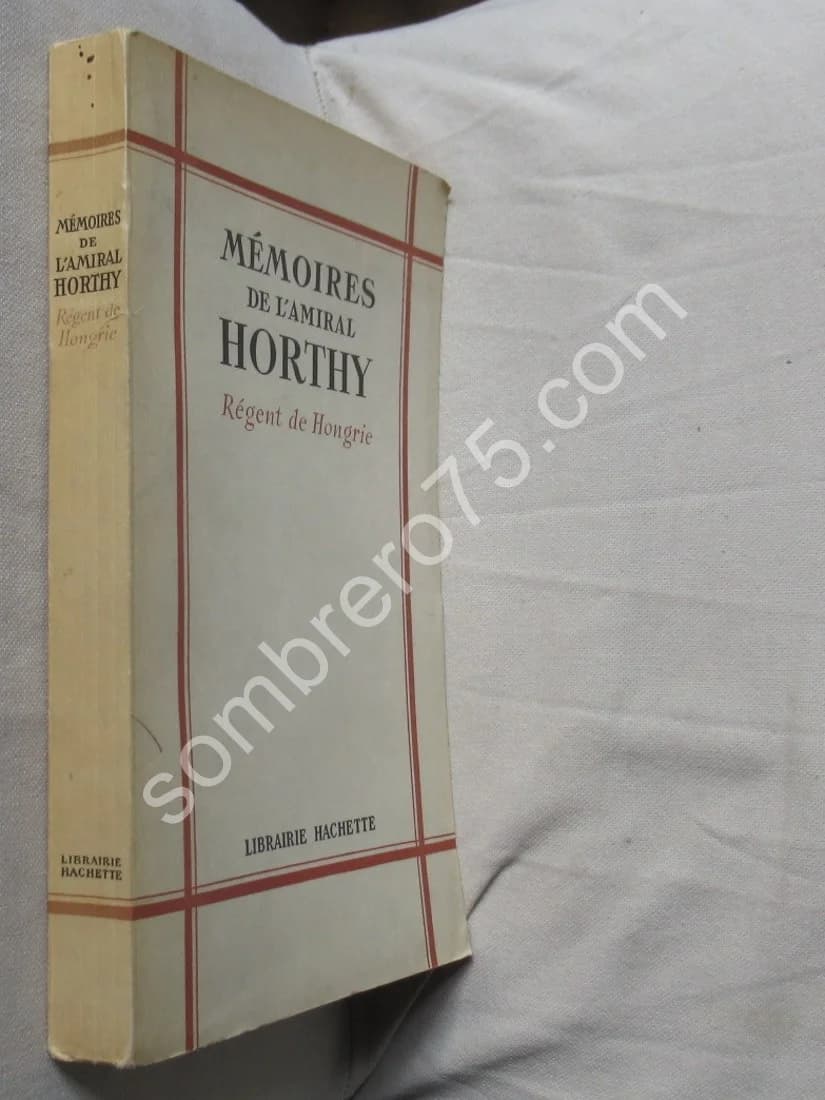 MÉMOIRES
DE
L'AMIRAL
HORTHY
Régent de
Hongrie
LIBRAIRIE
HACHETTE
MÉMOIRES
DE L'AMIRAL
HORTHY
Régent de Hongrie
LIBRAIRIE HACHETTE
sombrero75.com